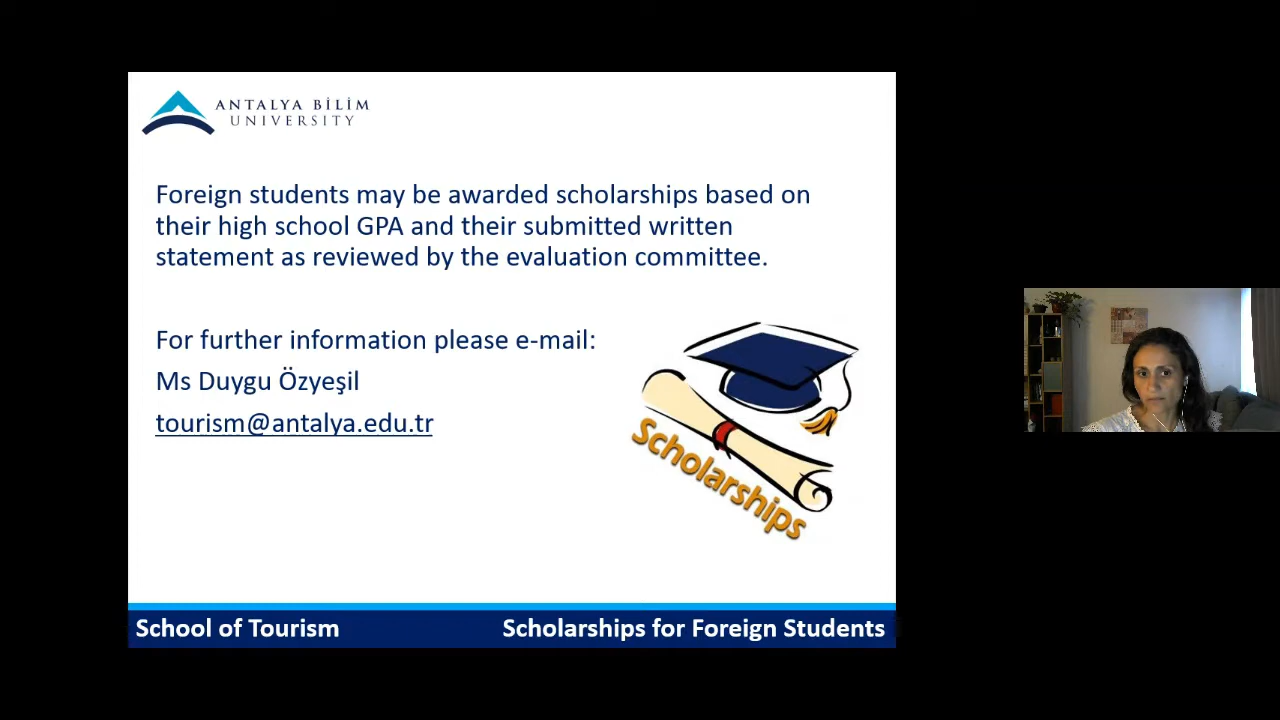 ANTALYA BİLİM
UNIVERSITY
Foreign students may be awarded scholarships based on
their high school GPA and their submitted written
statement as reviewed by the evaluation committee.
For further information please e-mail:
Ms Duygu Özyeşil
tourism@antalya.edu.tr
Scholarships
School of Tourism
Scholarships for Foreign Students